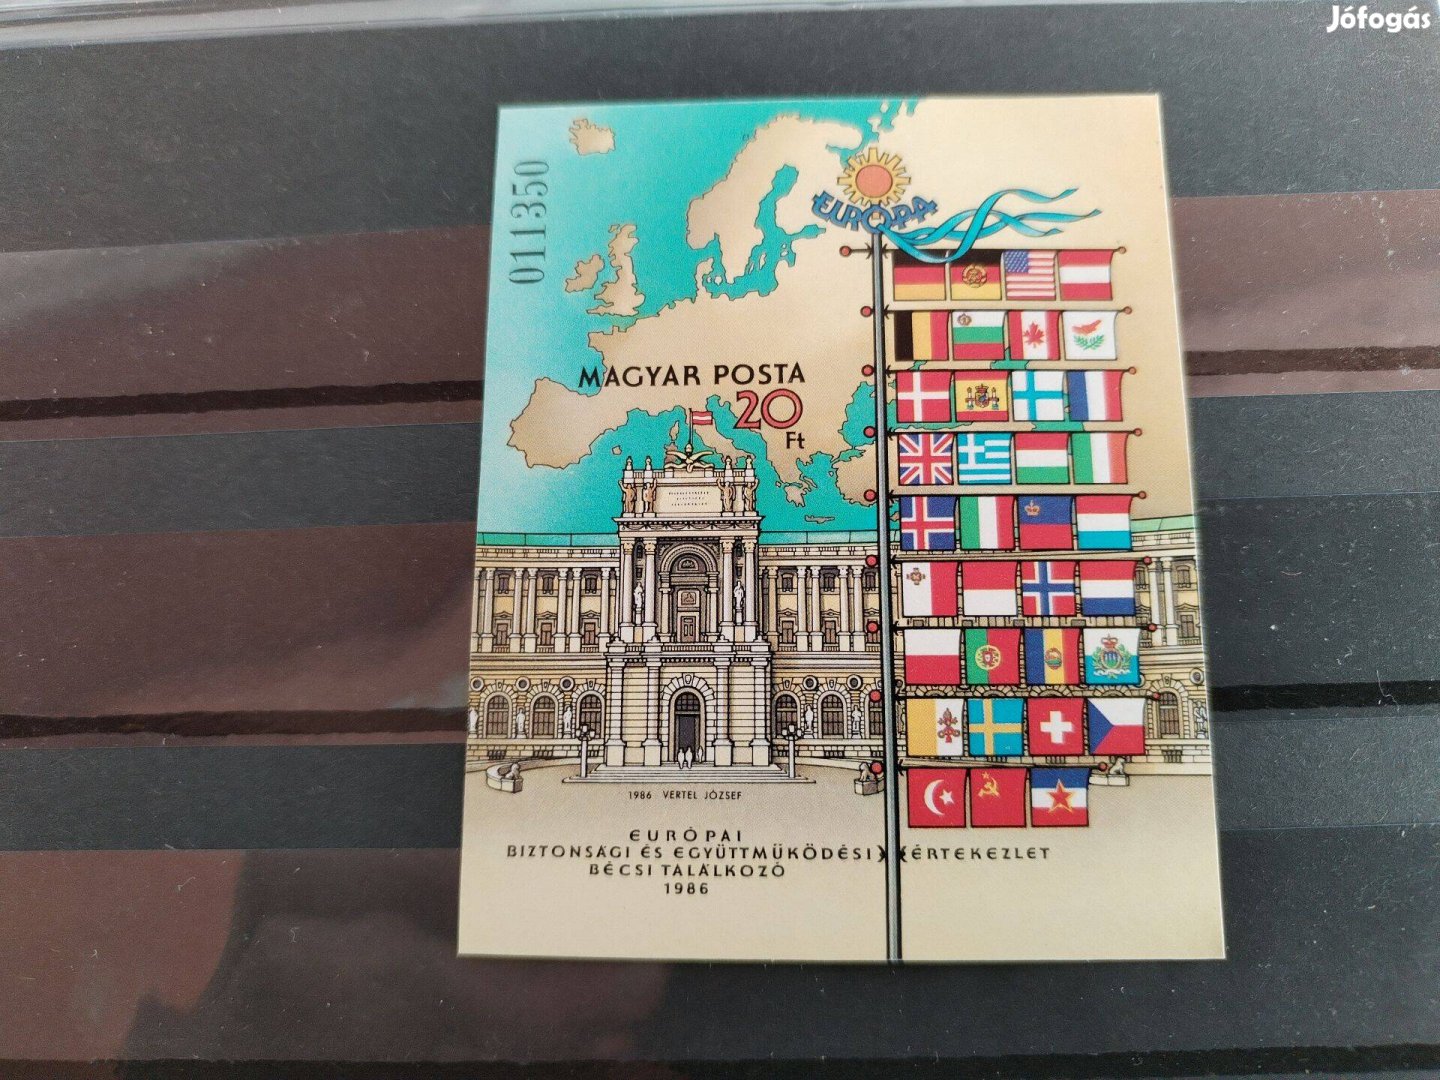 Jófogás
011350
EURÓPA
MAGYAR POSTA
20
Ft
1986 VERTEL JÓZSEF
EURÓPAI
BIZTONSÁGI ÉS EGYÜTTMŰKÖDÉSI ÉRTEKEZLET
BÉCSI TALÁLKOZÓ
1986